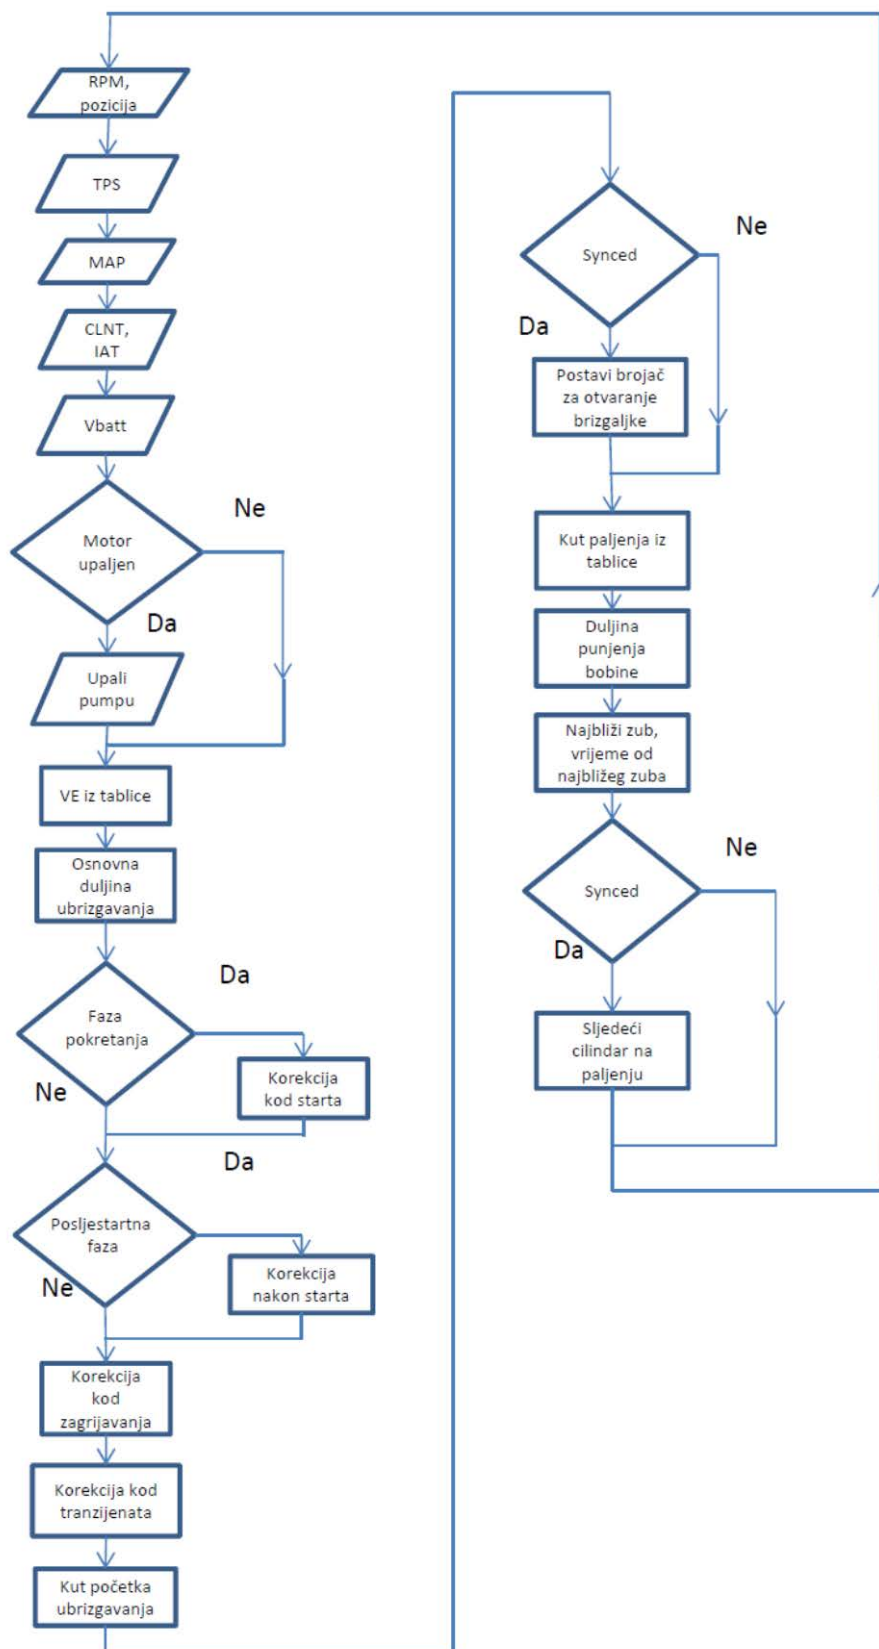 RPM,
pozicija
TPS
MAP
CLNT,
IAT
Vbatt
Motor
upaljen
Ne
Da
Upali
pumpu
VE iz tablice
Osnovna
duljina
ubrizgavanja
Faza
pokretanja
Da
Ne
Korekcija
kod starta
Posljestartna
faza
Da
Ne
Korekcija
nakon starta
Korekcija
kod
zagrijavanja
Korekcija kod
tranzijenata
Kut početka
ubrizgavanja
Synced
Ne
Da
Postavi brojač
za otvaranje
brizgaljke
Kut paljenja iz
tablice
Duljina
punjenja
bobine
Najbliži zub,
vrijeme od
najbližeg zuba
Synced
Ne
Da
Sljedeći
cilindar na
paljenju